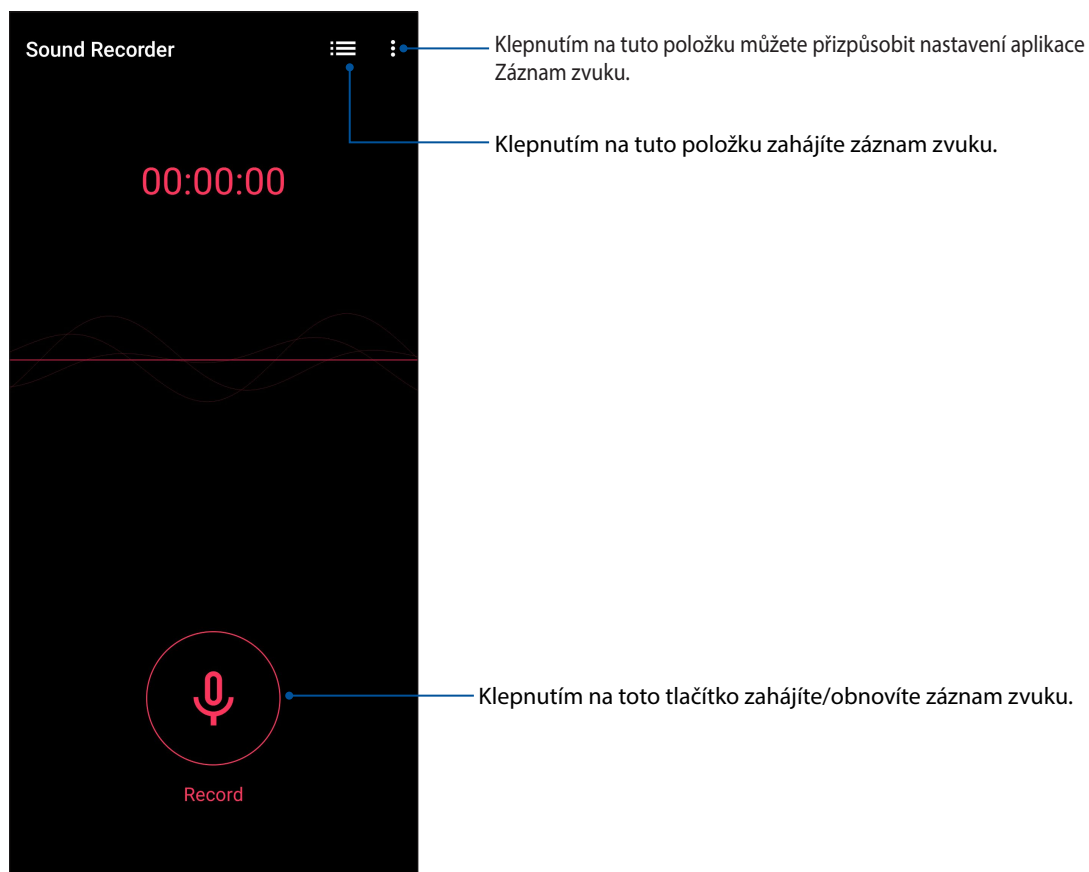 Sound Recorder
Klepnutím na tuto položku můžete přizpůsobit nastavení aplikace
Záznam zvuku.
Klepnutím na tuto položku zahájíte záznam zvuku.
00:00:00
Klepnutím na toto tlačítko zahájíte/obnovíte záznam zvuku.
Record